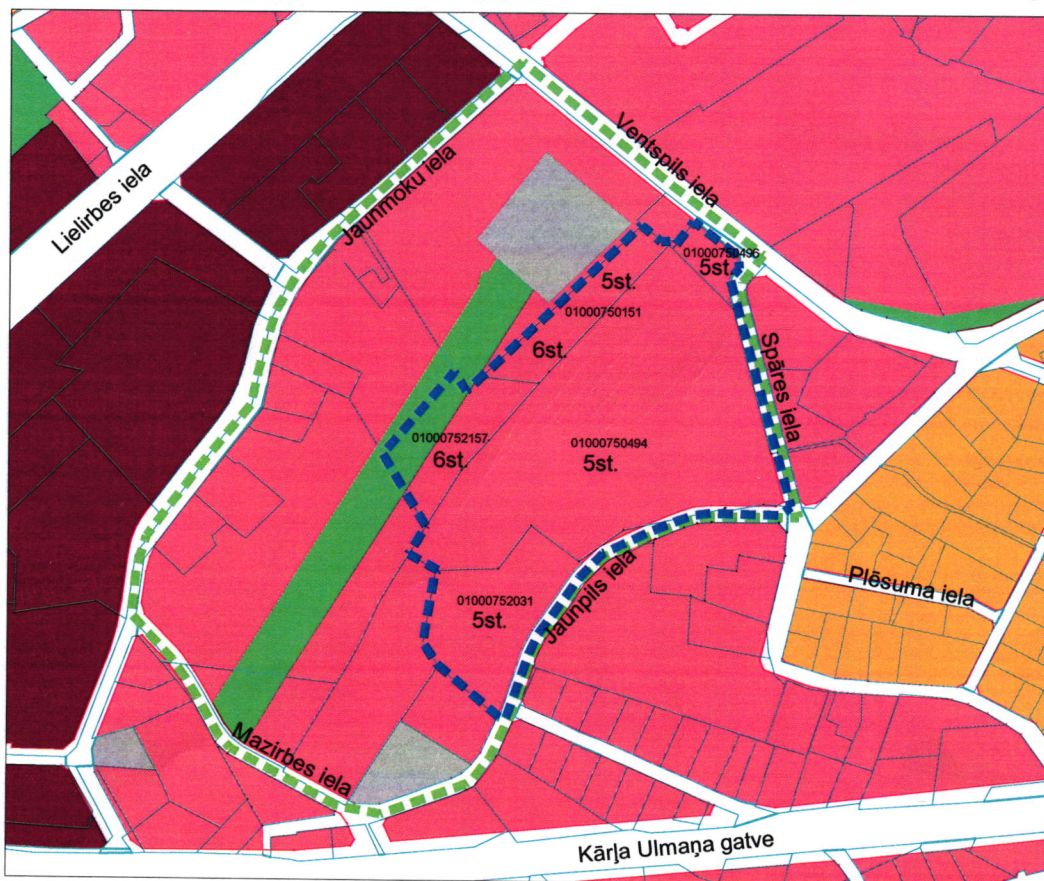 Ventspils iela
Jaunmoku iela
Lielirbes iela
01000750496
5st.
5st.
01000750151
6st.
Spāres iela
01000752157
6st.
01000750494
5st.
Plēsuma iela
01000752031
5st.
Jaunpils iela
Mazirbes iela
Kārļa Ulmaņa gatve